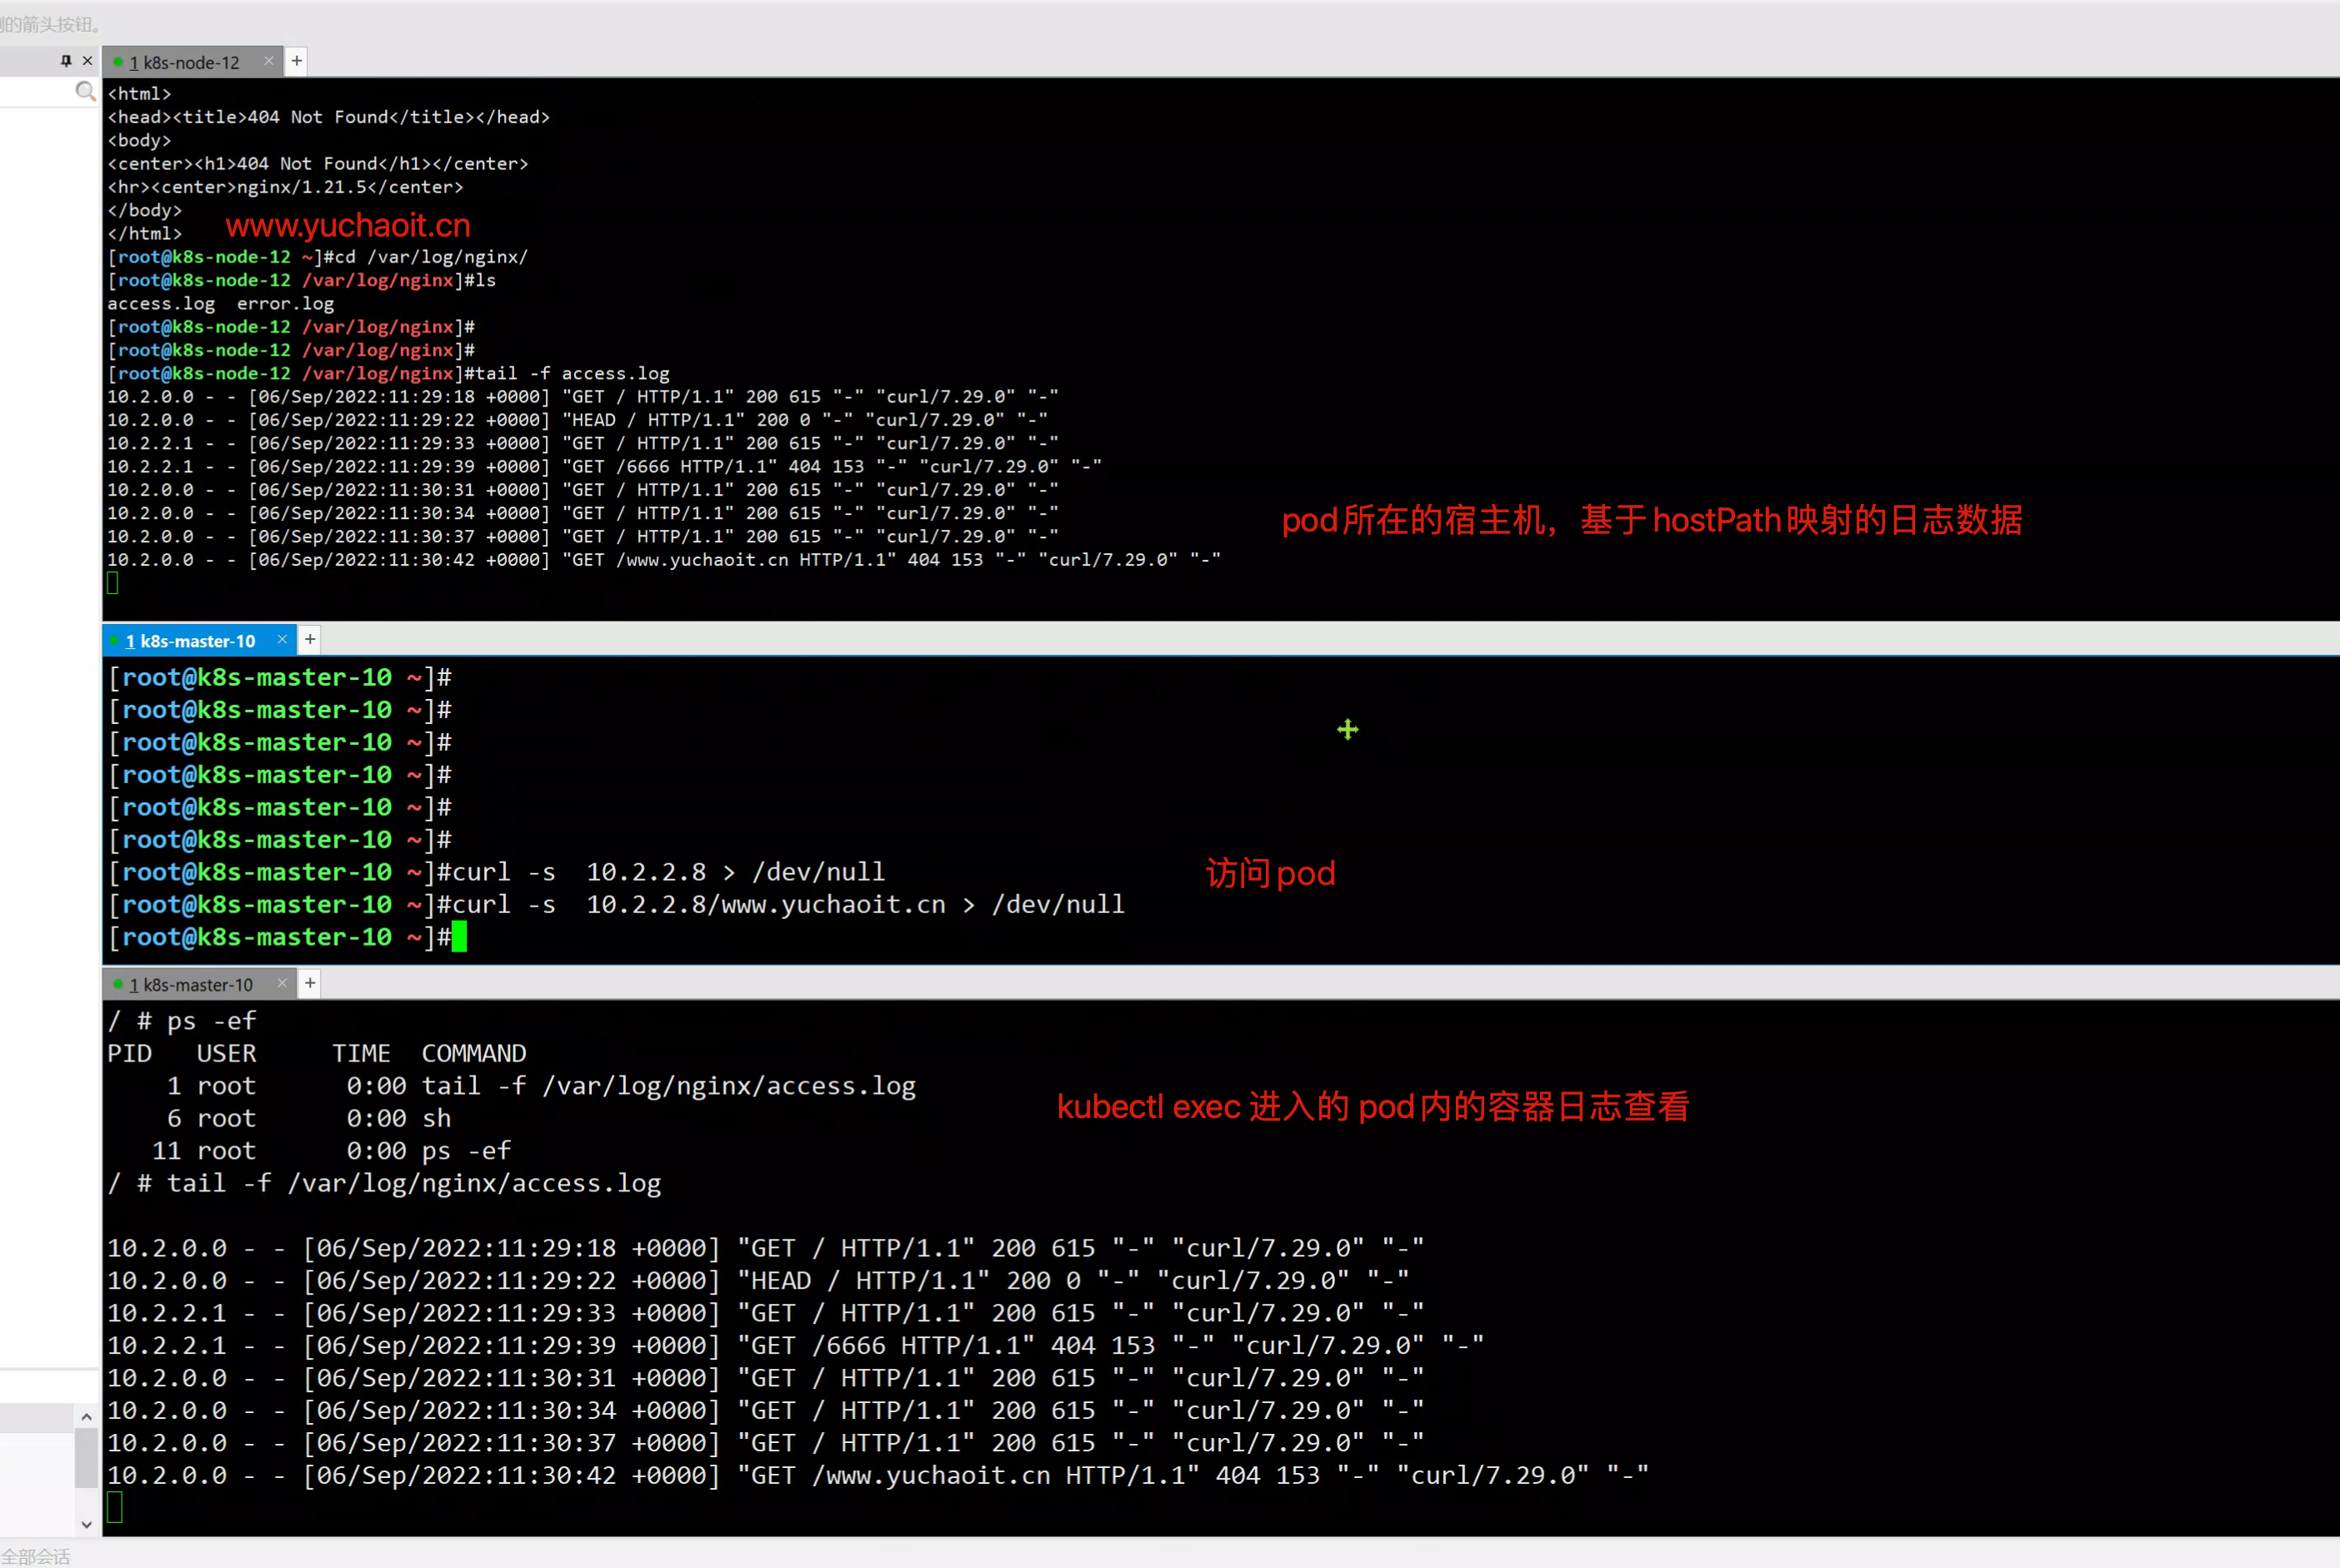 的箭头按钮。
1 k8s-node-12
<html>
<head><title>404 Not Found</title></head>
<body>
<center><h1>404 Not Found</h1></center>
<hr><center>nginx/1.21.5</center>
</body>
</html>
www.yuchaoit.cn
[root@k8s-node-12 ~]#cd /var/log/nginx/
[root@k8s-node-12 /var/log/nginx]#ls
access.log  error.log
[root@k8s-node-12 /var/log/nginx]#
[root@k8s-node-12 /var/log/nginx]#
[root@k8s-node-12 /var/log/nginx]#tail -f access.log
10.2.0.0 - - [06/Sep/2022:11:29:18 +0000] "GET / HTTP/1.1" 200 615 "-" "curl/7.29.0" "-"
10.2.0.0 - - [06/Sep/2022:11:29:22 +0000] "HEAD / HTTP/1.1" 200 0 "-" "curl/7.29.0" "-"
10.2.2.1 - - [06/Sep/2022:11:29:33 +0000] "GET / HTTP/1.1" 200 615 "-" "curl/7.29.0" "-"
10.2.2.1 - - [06/Sep/2022:11:29:39 +0000] "GET /6666 HTTP/1.1" 404 153 "-" "curl/7.29.0" "-"
10.2.0.0 - - [06/Sep/2022:11:30:31 +0000] "GET / HTTP/1.1" 200 615 "-" "curl/7.29.0" "-"
10.2.0.0 - - [06/Sep/2022:11:30:34 +0000] "GET / HTTP/1.1" 200 615 "-" "curl/7.29.0" "-"
pod所在的宿主机，基于hostPath映射的日志数据
10.2.0.0 - - [06/Sep/2022:11:30:37 +0000] "GET / HTTP/1.1" 200 615 "-" "curl/7.29.0" "-"
10.2.0.0 - - [06/Sep/2022:11:30:42 +0000] "GET /www.yuchaoit.cn HTTP/1.1" 404 153 "-" "curl/7.29.0" "-"
1 k8s-master-10
[root@k8s-master-10 ~]#
[root@k8s-master-10 ~]#
[root@k8s-master-10 ~]#
[root@k8s-master-10 ~]#
[root@k8s-master-10 ~]#
[root@k8s-master-10 ~]#
[root@k8s-master-10 ~]#curl -s  10.2.2.8 > /dev/null
访问pod
[root@k8s-master-10 ~]#curl -s  10.2.2.8/www.yuchaoit.cn > /dev/null
[root@k8s-master-10 ~]#
1 k8s-master-10
/ # ps -ef
PID   USER     TIME  COMMAND
    1 root      0:00 tail -f /var/log/nginx/access.log
kubectl exec 进入的 pod内的容器日志查看
    6 root      0:00 sh
   11 root      0:00 ps -ef
/ # tail -f /var/log/nginx/access.log
10.2.0.0 - - [06/Sep/2022:11:29:18 +0000] "GET / HTTP/1.1" 200 615 "-" "curl/7.29.0" "-"
10.2.0.0 - - [06/Sep/2022:11:29:22 +0000] "HEAD / HTTP/1.1" 200 0 "-" "curl/7.29.0" "-"
10.2.2.1 - - [06/Sep/2022:11:29:33 +0000] "GET / HTTP/1.1" 200 615 "-" "curl/7.29.0" "-"
10.2.2.1 - - [06/Sep/2022:11:29:39 +0000] "GET /6666 HTTP/1.1" 404 153 "-" "curl/7.29.0" "-"
10.2.0.0 - - [06/Sep/2022:11:30:31 +0000] "GET / HTTP/1.1" 200 615 "-" "curl/7.29.0" "-"
10.2.0.0 - - [06/Sep/2022:11:30:34 +0000] "GET / HTTP/1.1" 200 615 "-" "curl/7.29.0" "-"
10.2.0.0 - - [06/Sep/2022:11:30:37 +0000] "GET / HTTP/1.1" 200 615 "-" "curl/7.29.0" "-"
10.2.0.0 - - [06/Sep/2022:11:30:42 +0000] "GET /www.yuchaoit.cn HTTP/1.1" 404 153 "-" "curl/7.29.0" "-"
全部会话